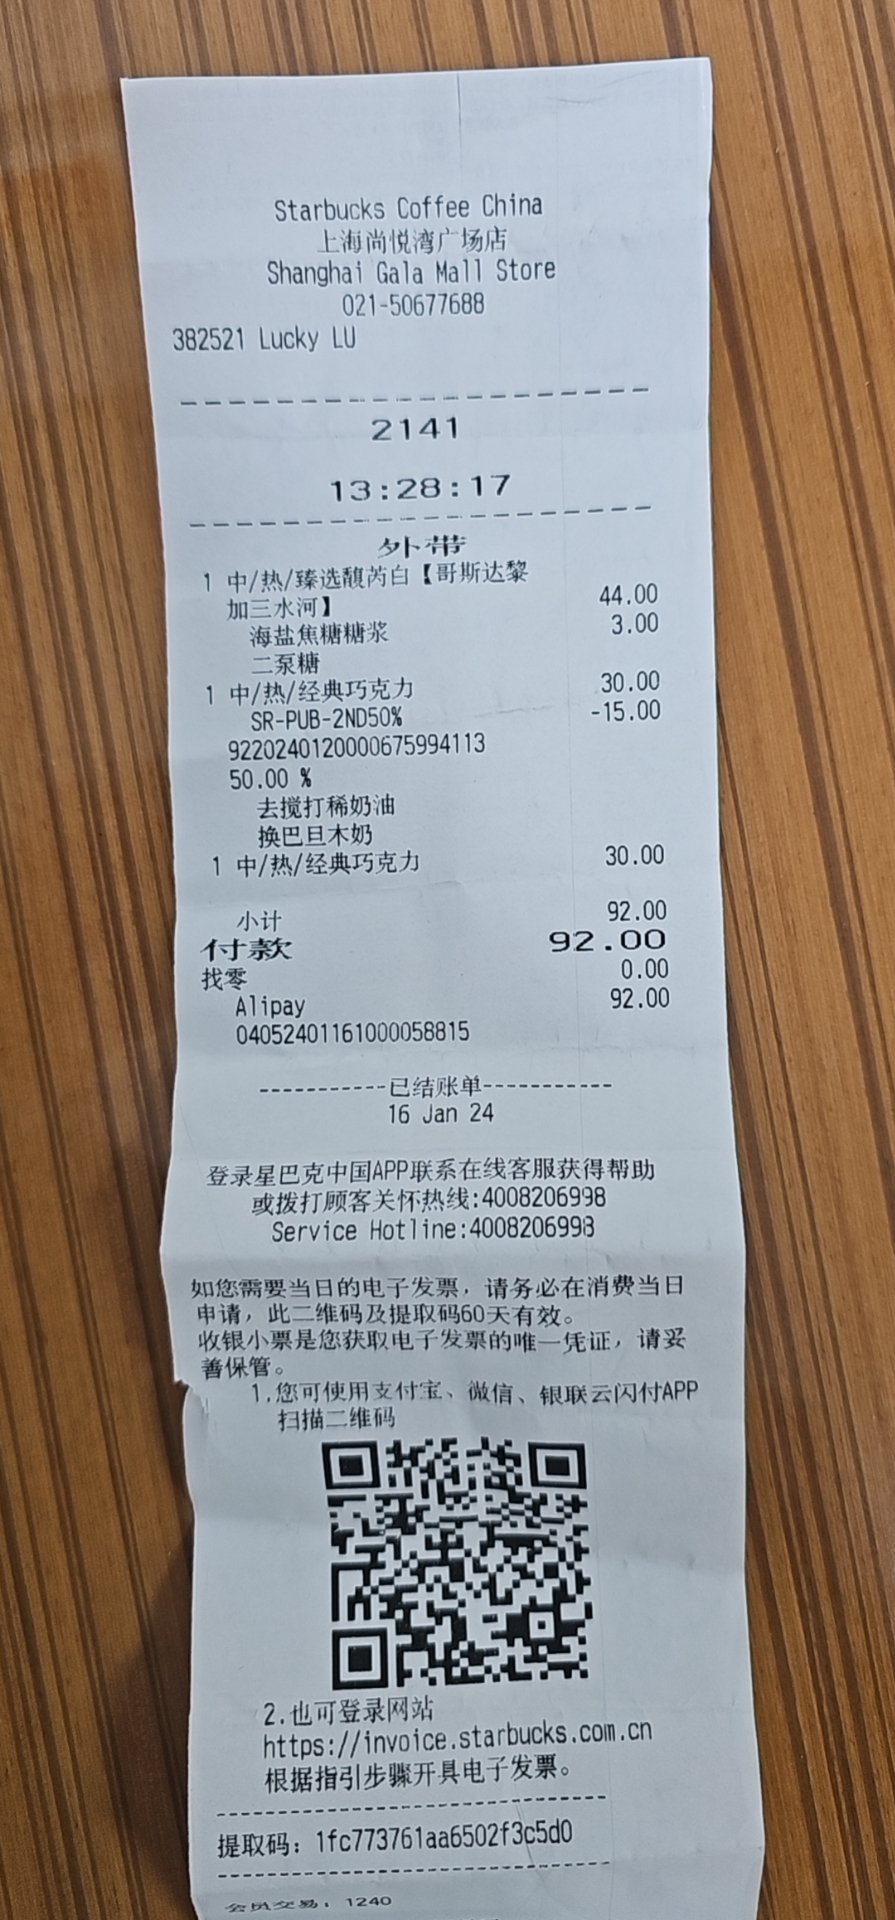 Starbucks Coffee China
上海尚悦湾广场店
Shanghai Gala Mall Store
021-50677688
382521 Lucky LU
--------------------
2141
13:28:17
--------------------
外带
1 中/热/臻选馥芮白【哥斯达黎
加三水河】 44.00
海盐焦糖糖浆 3.00
二泵糖
1 中/热/经典巧克力 30.00
SR-PUB-2ND50% -15.00
9220240120000675994113
50.00 %
去搅打稀奶油
换巴旦木奶
1 中/热/经典巧克力 30.00
小计 92.00
付款 92.00
找零 0.00
Alipay 92.00
04052401161000058815
-----------已结账单-----------
16 Jan 24
登录星巴克中国APP联系在线客服获得帮助
或拨打顾客关怀热线:4008206998
Service Hotline:4008206998
如您需要当日的电子发票，请务必在消费当日
申请，此二维码及提取码60天有效。
收银小票是您获取电子发票的唯一凭证，请妥
善保管。
1.您可使用支付宝、微信、银联云闪付APP
扫描二维码
2.也可登录网站
https://invoice.starbucks.com.cn
根据指引步骤开具电子发票。
------------------------------
提取码：1fc773761aa6502f3c5d0
------------------------------
会员交易：1240